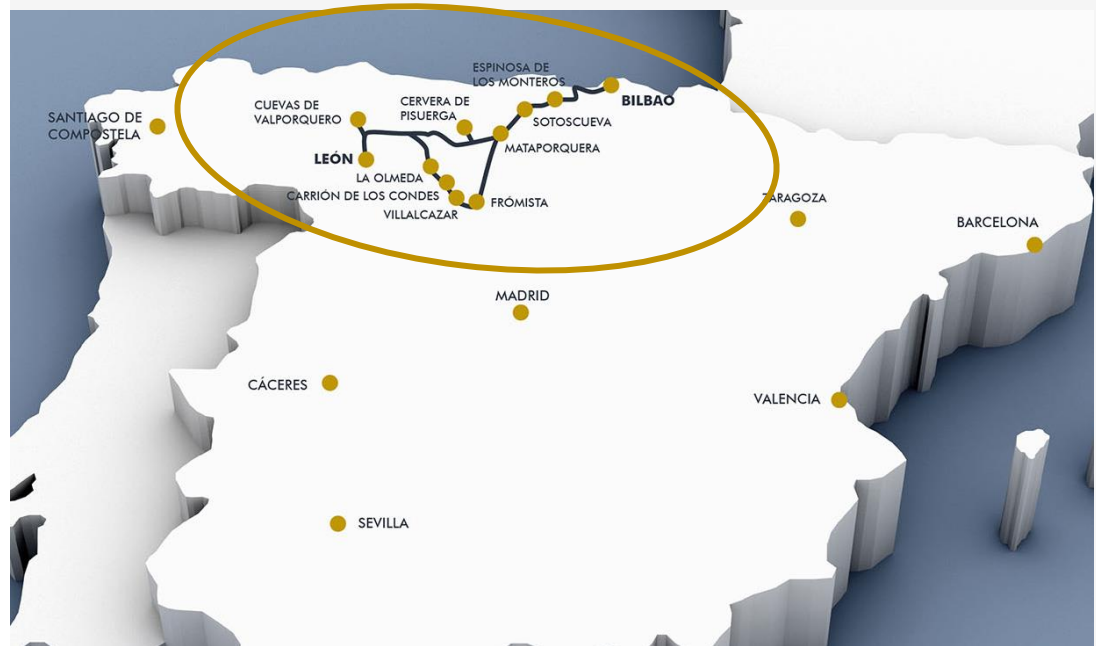 ESPINOSA DE
LOS MONTEROS
BILBAO
CUEVAS DE
VALPORQUERO
CERVERA DE
PISUERGA
SANTIAGO DE
COMPOSTELA
SOTOSCUEVA
MATAPORQUERA
LEÓN
LA OLMEDA
CARRIÓN DE LOS CONDES
VILLALCAZAR
FRÓMISTA
ZARAGOZA
BARCELONA
MADRID
CÁCERES
VALENCIA
SEVILLA